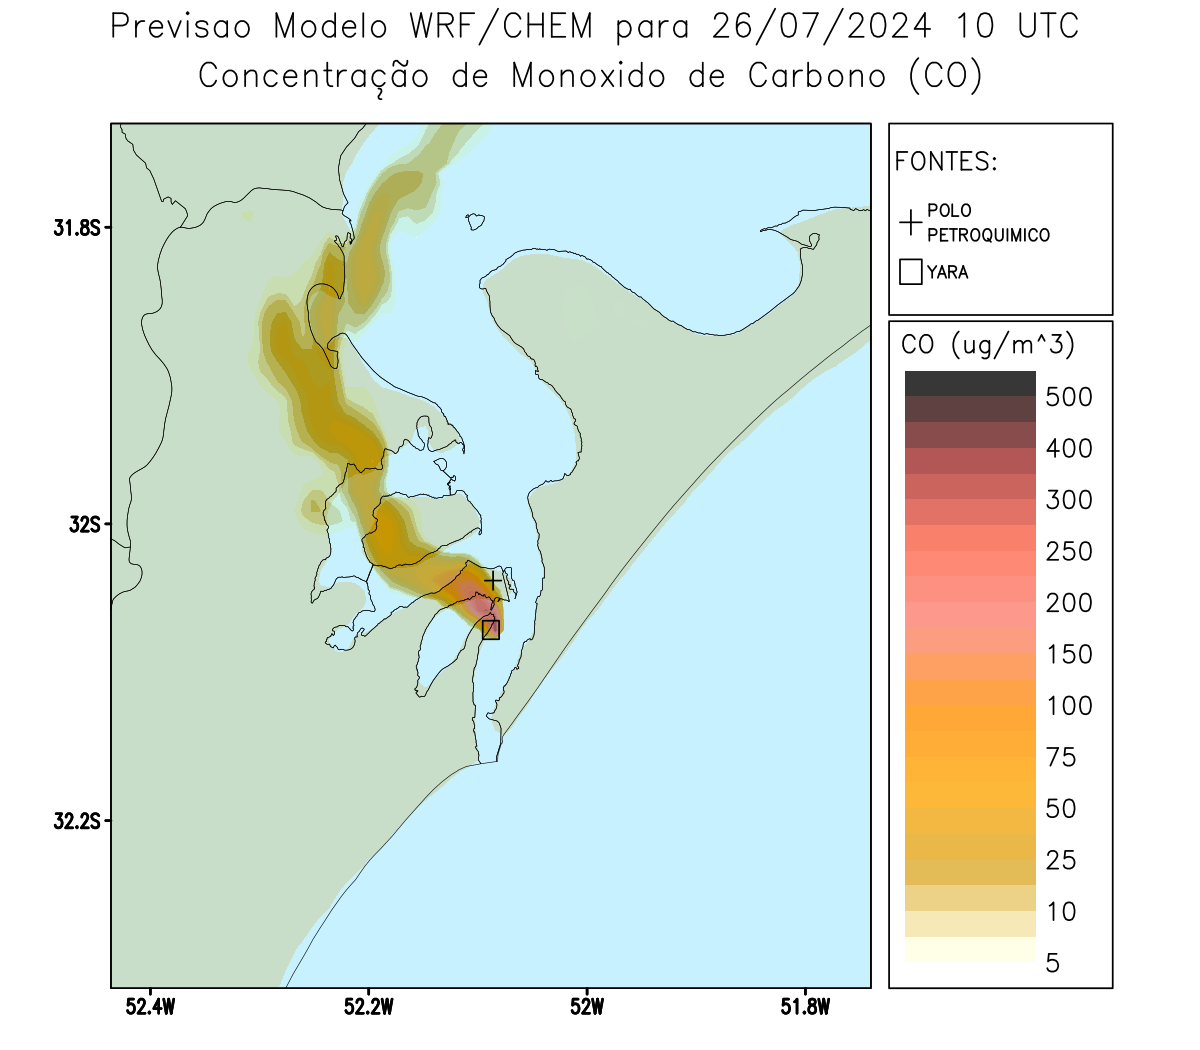 Previsao Modelo WRF/CHEM para 26/07/2024 10 UTC
Concentração de Monoxido de Carbono (CO)
FONTES:
POLO
PETROQUIMICO
YARA
CO (ug/m^3)
500
400
300
250
200
150
100
75
50
25
10
5
31.8S
32S
32.2S
52.4W
52.2W
52W
51.8W